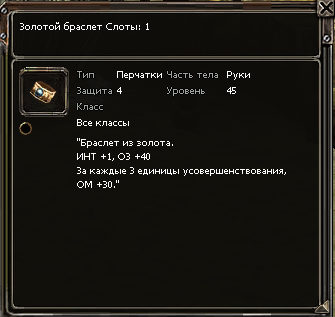 Золотой браслет Слоты: 1
Тип Перчатки Часть тела Руки
Защита 4 Уровень 45
Класс
Все классы
"Браслет из золота.
ИНТ +1, ОЗ +40
За каждые 3 единицы усовершенствования,
ОМ +30."